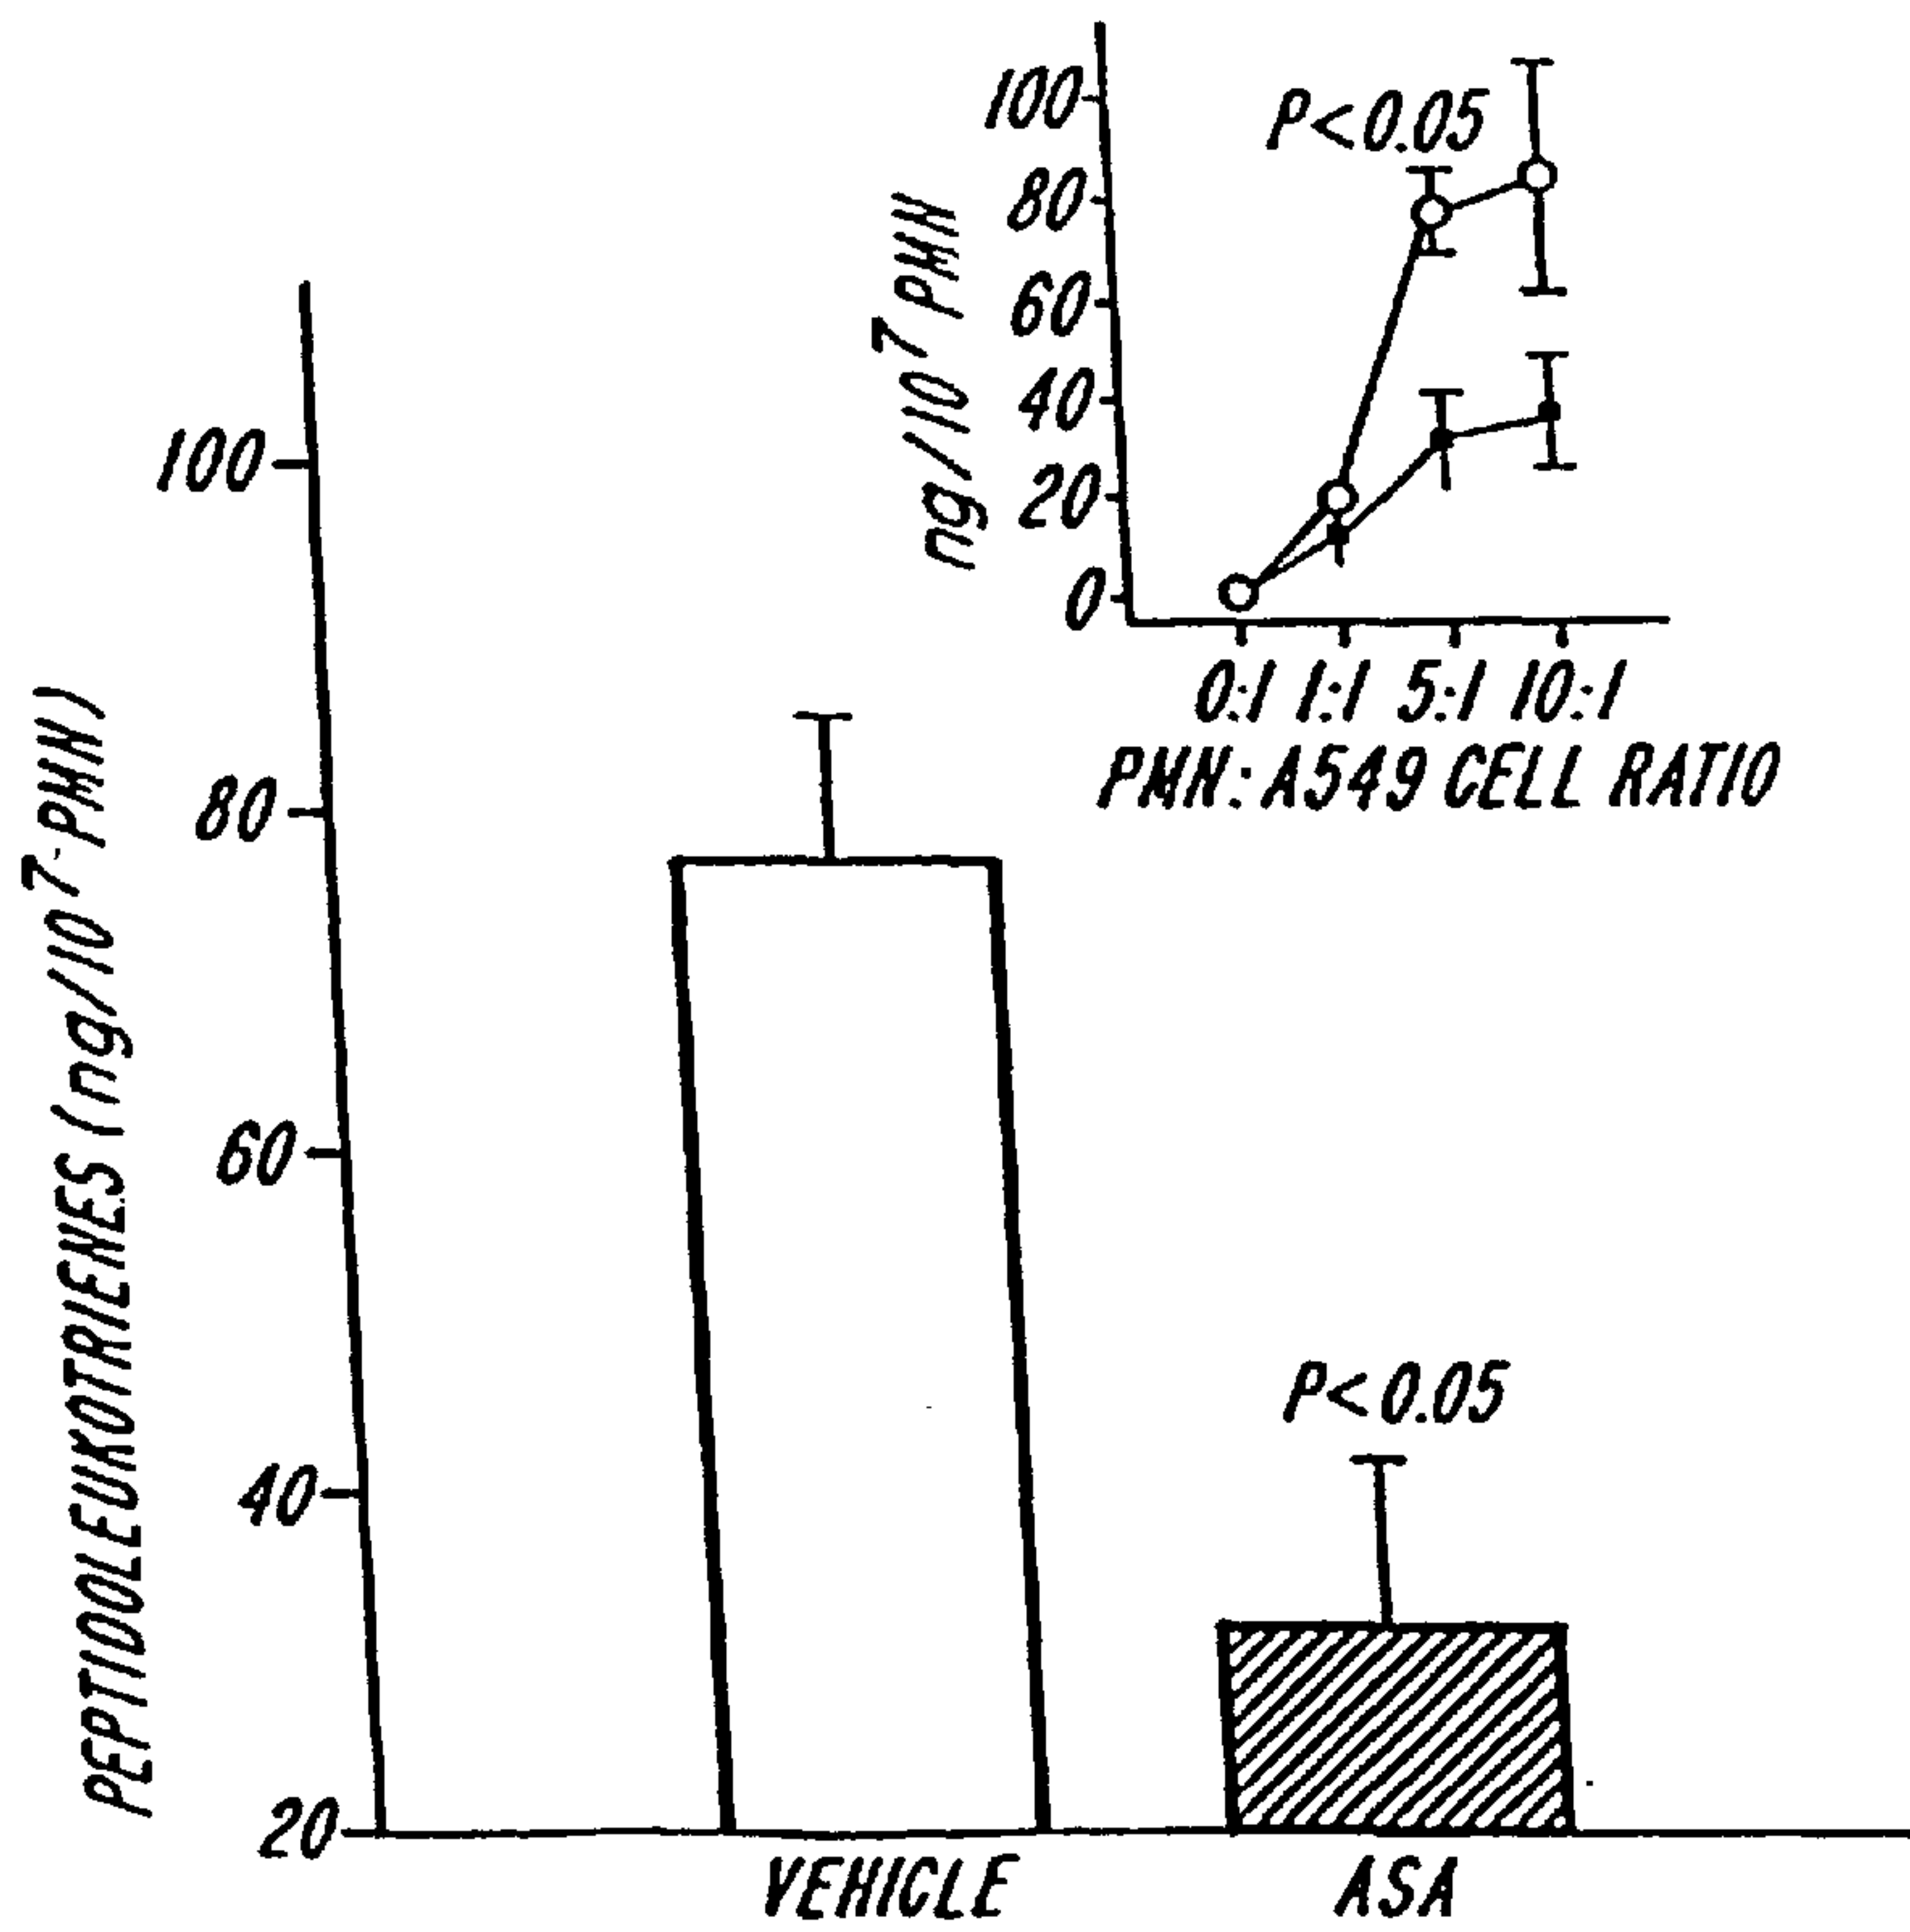 PEPTIDOLEUKOTRIENES (ng/10⁷ PMN)
100
80
60
40
20
VEHICLE
ASA
P<0.05
ng/10⁷ PMN
100
80
60
40
20
0
P<0.05
0:1 1:1 5:1 10:1
PMN:A549 CELL RATIO